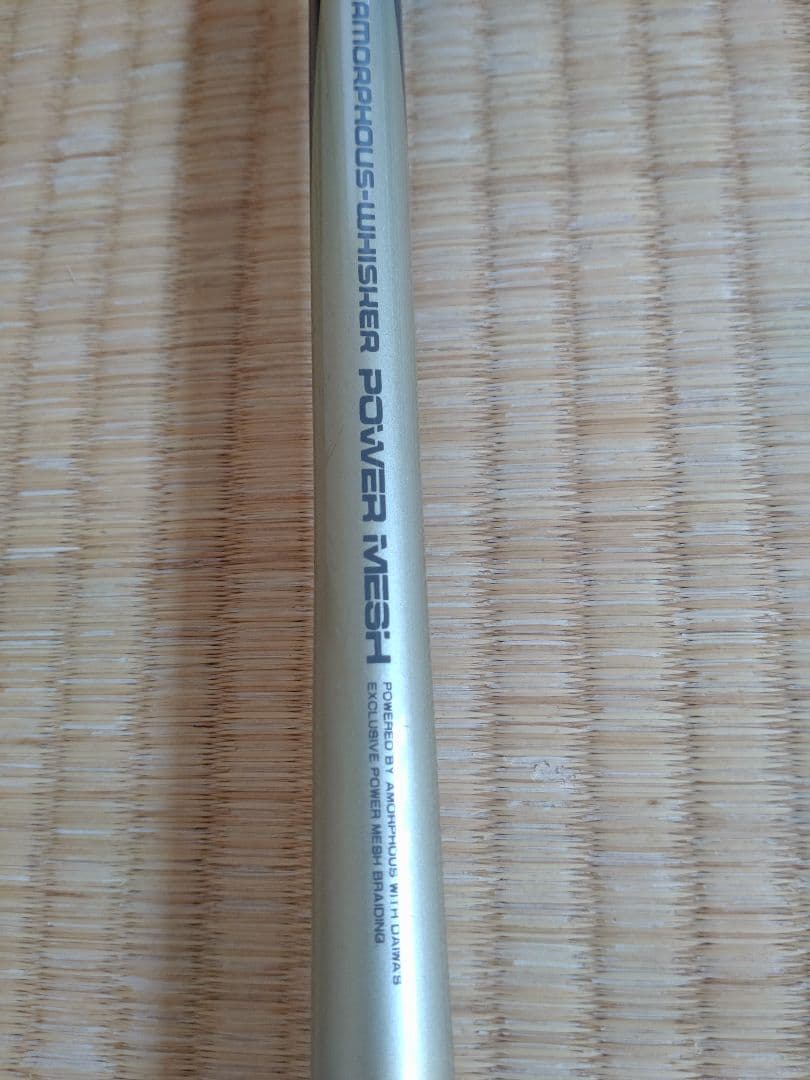 AMORPHOUS-WHISKER POWER MESH
POWERED BY AMORPHOUS WITH DAIWA'S
EXCLUSIVE POWER MESH BRAIDING